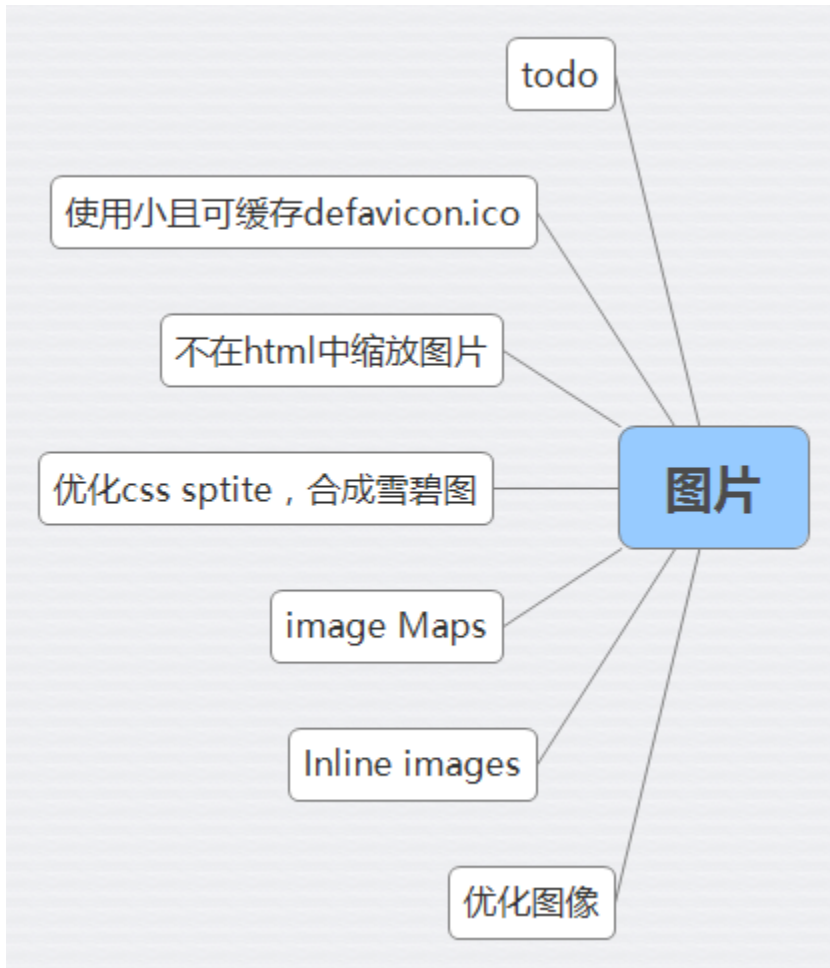 todo
使用小且可缓存defavicon.ico
不在html中缩放图片
优化css sptite，合成雪碧图
图片
image Maps
Inline images
优化图像